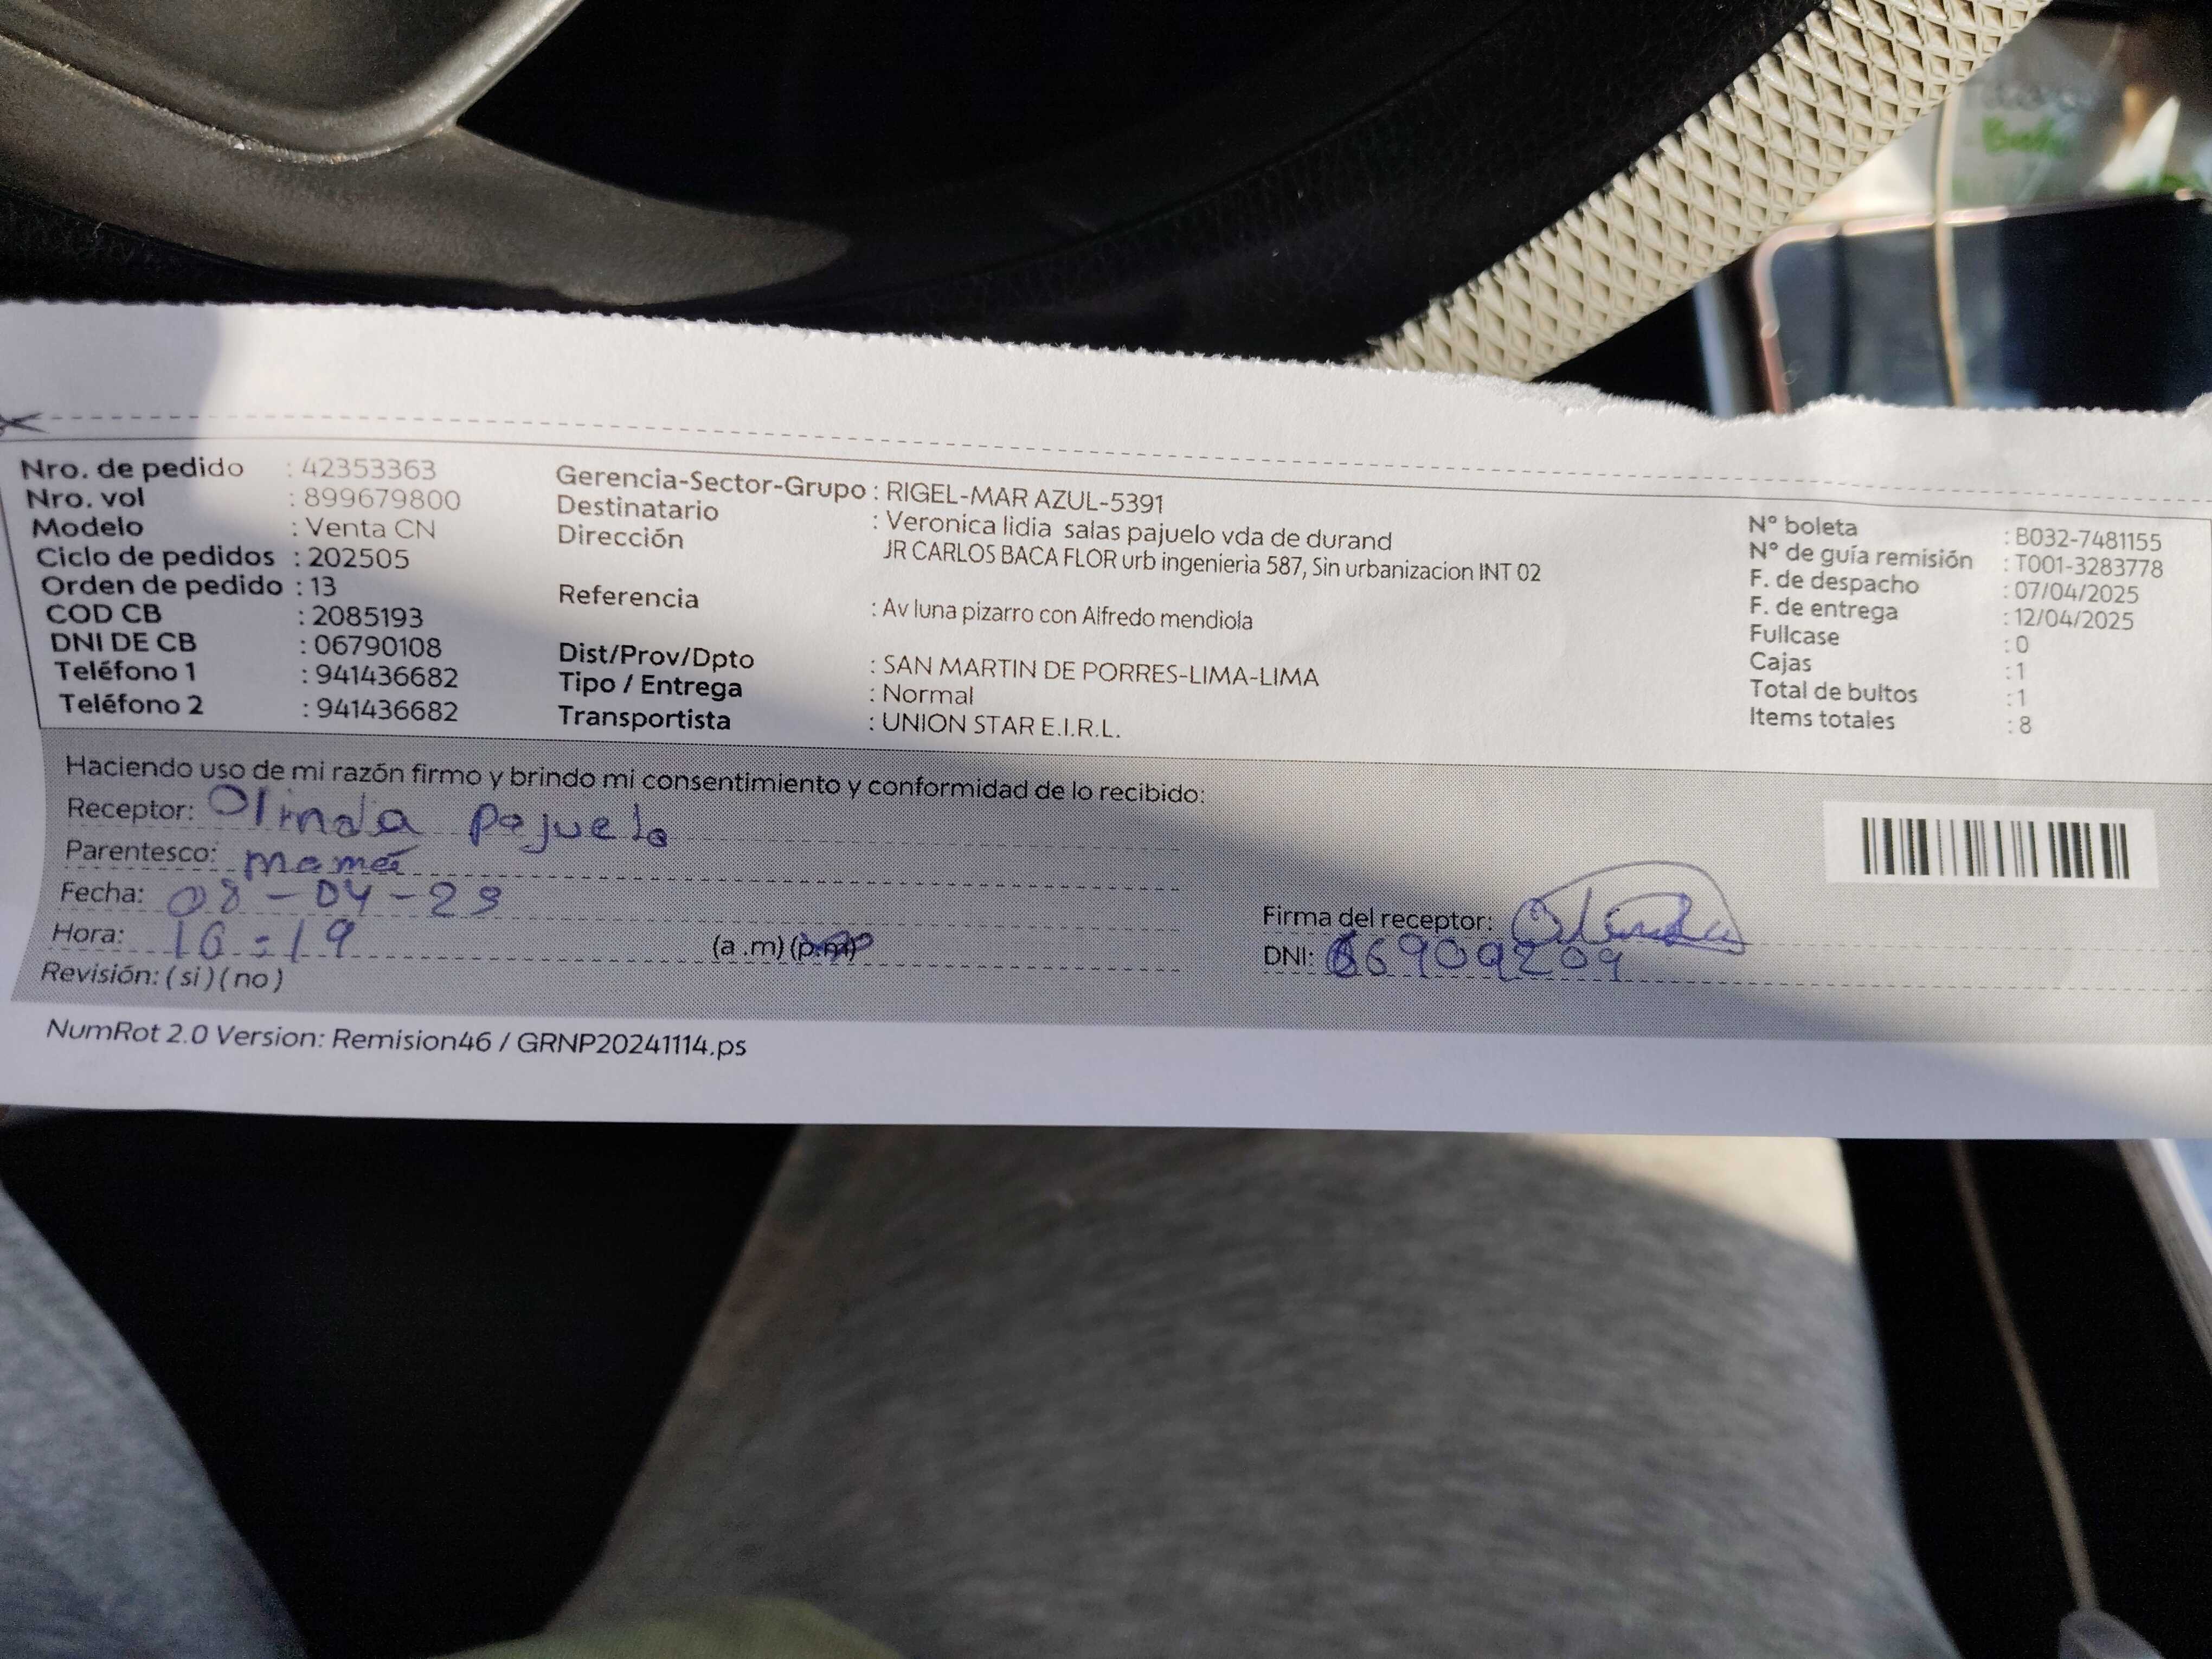 Nro. de pedido : 42353363
Nro. vol : 899679800
Modelo : Venta CN
Ciclo de pedidos : 202505
Orden de pedido : 13
COD CB : 2085193
DNI DE CB : 06790108
Teléfono 1 : 941436682
Teléfono 2 : 941436682
Gerencia-Sector-Grupo : RIGEL-MAR AZUL-5391
Destinatario : Veronica lidia salas pajuelo vda de durand
Dirección JR CARLOS BACA FLOR urb ingenieria 587, Sin urbanizacion INT 02
Referencia : Av luna pizarro con Alfredo mendiola
Dist/Prov/Dpto : SAN MARTIN DE PORRES-LIMA-LIMA
Tipo / Entrega : Normal
Transportista : UNION STAR E.I.R.L.
N° boleta : B032-7481155
N° de guía remisión : T001-3283778
F. de despacho : 07/04/2025
F. de entrega : 12/04/2025
Fullcase : 0
Cajas : 1
Total de bultos : 1
Items totales : 8
Haciendo uso de mi razón firmo y brindo mi consentimiento y conformidad de lo recibido:
Receptor: Olinda Pajuelo
Parentesco: mamá
Fecha: 08-04-25
Hora: 16:19 (a .m) (p.m)
Revisión: ( si ) ( no )
Firma del receptor: Olinda
DNI:
NumRot 2.0 Version: Remision46 / GRNP20241114.ps